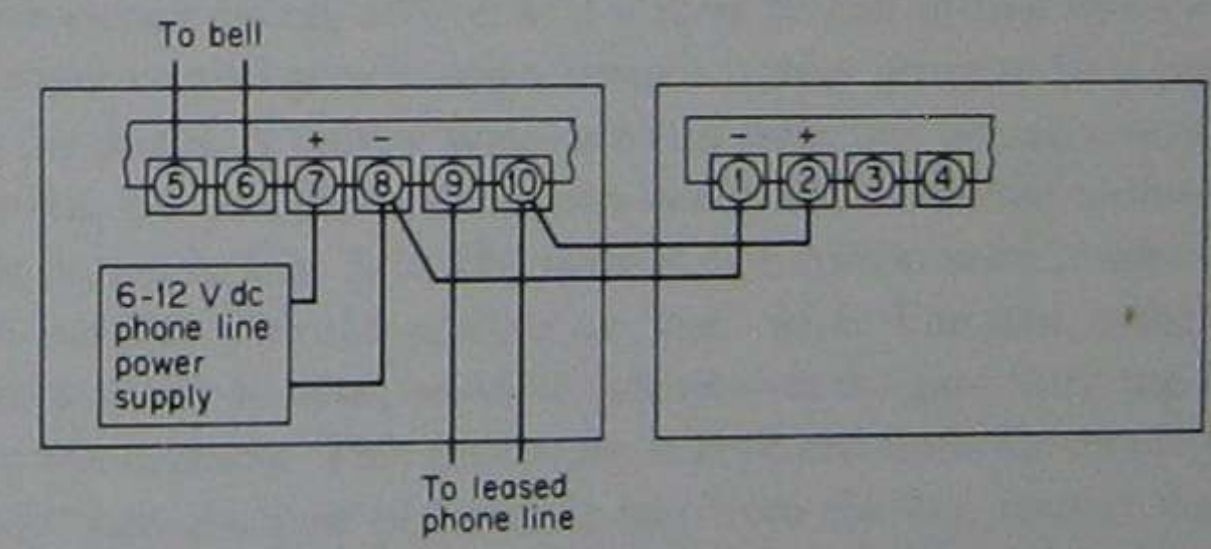 To bell
+ -
5 6 7 8 9 10
- +
1 2 3 4
6-12 V dc
phone line
power
supply
To leased
phone line